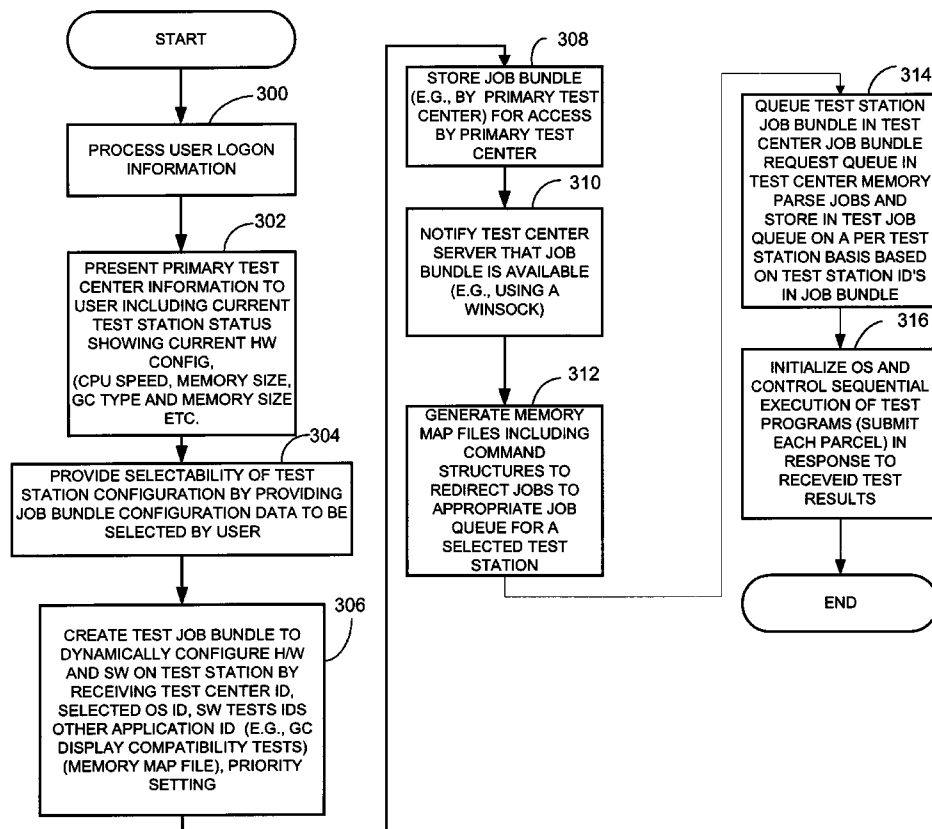 START
300
PROCESS USER LOGON
INFORMATION
302
PRESENT PRIMARY TEST
CENTER INFORMATION TO
USER INCLUDING CURRENT
TEST STATION STATUS
SHOWING CURRENT HW
CONFIG,
(CPU SPEED, MEMORY SIZE,
GC TYPE AND MEMORY SIZE
ETC.
304
PROVIDE SELECTABILITY OF TEST
STATION CONFIGURATION BY PROVIDING
JOB BUNDLE CONFIGURATION DATA TO BE
SELECTED BY USER
306
CREATE TEST JOB BUNDLE TO
DYNAMICALLY CONFIGURE H/W
AND SW ON TEST STATION BY
RECEIVING TEST CENTER ID,
SELECTED OS ID, SW TESTS IDS
OTHER APPLICATION ID (E.G., GC
DISPLAY COMPATIBILITY TESTS)
(MEMORY MAP FILE), PRIORITY
SETTING
308
STORE JOB BUNDLE
(E.G., BY PRIMARY TEST
CENTER) FOR ACCESS
BY PRIMARY TEST
CENTER
310
NOTIFY TEST CENTER
SERVER THAT JOB
BUNDLE IS AVAILABLE
(E.G., USING A
WINSOCK)
312
GENERATE MEMORY
MAP FILES INCLUDING
COMMAND
STRUCTURES TO
REDIRECT JOBS TO
APPROPRIATE JOB
QUEUE FOR A
SELECTED TEST
STATION
314
QUEUE TEST STATION
JOB BUNDLE IN TEST
CENTER JOB BUNDLE
REQUEST QUEUE IN
TEST CENTER MEMORY
PARSE JOBS AND
STORE IN TEST JOB
QUEUE ON A PER TEST
STATION BASIS BASED
ON TEST STATION ID'S
IN JOB BUNDLE
316
INITIALIZE OS AND
CONTROL SEQUENTIAL
EXECUTION OF TEST
PROGRAMS (SUBMIT
EACH PARCEL) IN
RESPONSE TO
RECEVEID TEST
RESULTS
END